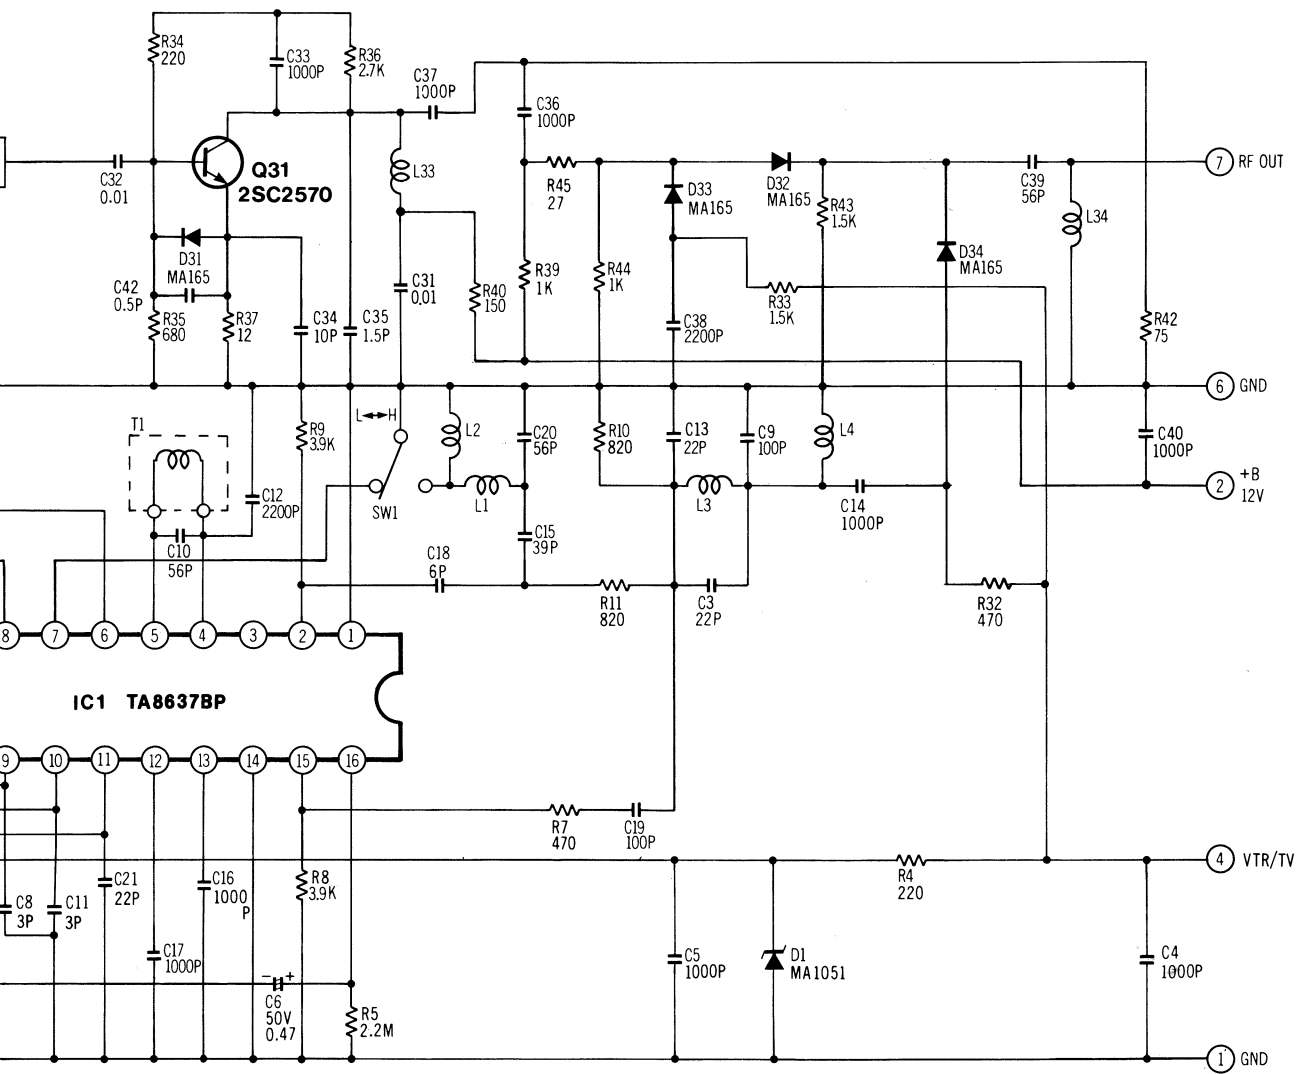 R34
220
C33
1000P
R36
2.7K
C37
1000P
C36
1000P
C32
0.01
Q31
2SC2570
L33
R45
27
D33
MA165
D32
MA165
R43
1.5K
C39
56P
7 RF OUT
L34
D34
MA165
D31
MA165
C42
0.5P
R35
680
R37
12
C34
10P
C35
1.5P
C31
0.01
R40
150
R39
1K
R44
1K
R33
1.5K
C38
2200P
R42
75
6 GND
T1
R9
3.9K
L H
L2
C20
56P
R10
820
C13
22P
C9
100P
L4
C40
1000P
+B
2 12V
C12
2200P
SW1
L1
L3
C14
1000P
C10
56P
C15
39P
C18
6P
R11
820
C3
22P
R32
470
8 7 6 5 4 3 2 1
IC1 TA8637BP
9 10 11 12 13 14 15 16
R7
470
C19
100P
R4
220
4 VTR/TV
C8
3P
C11
3P
C21
22P
C16
1000
P
R8
3.9K
C17
1000P
C5
1000P
D1
MA1051
C4
1000P
- +
C6
50V
0.47
R5
2.2M
1 GND